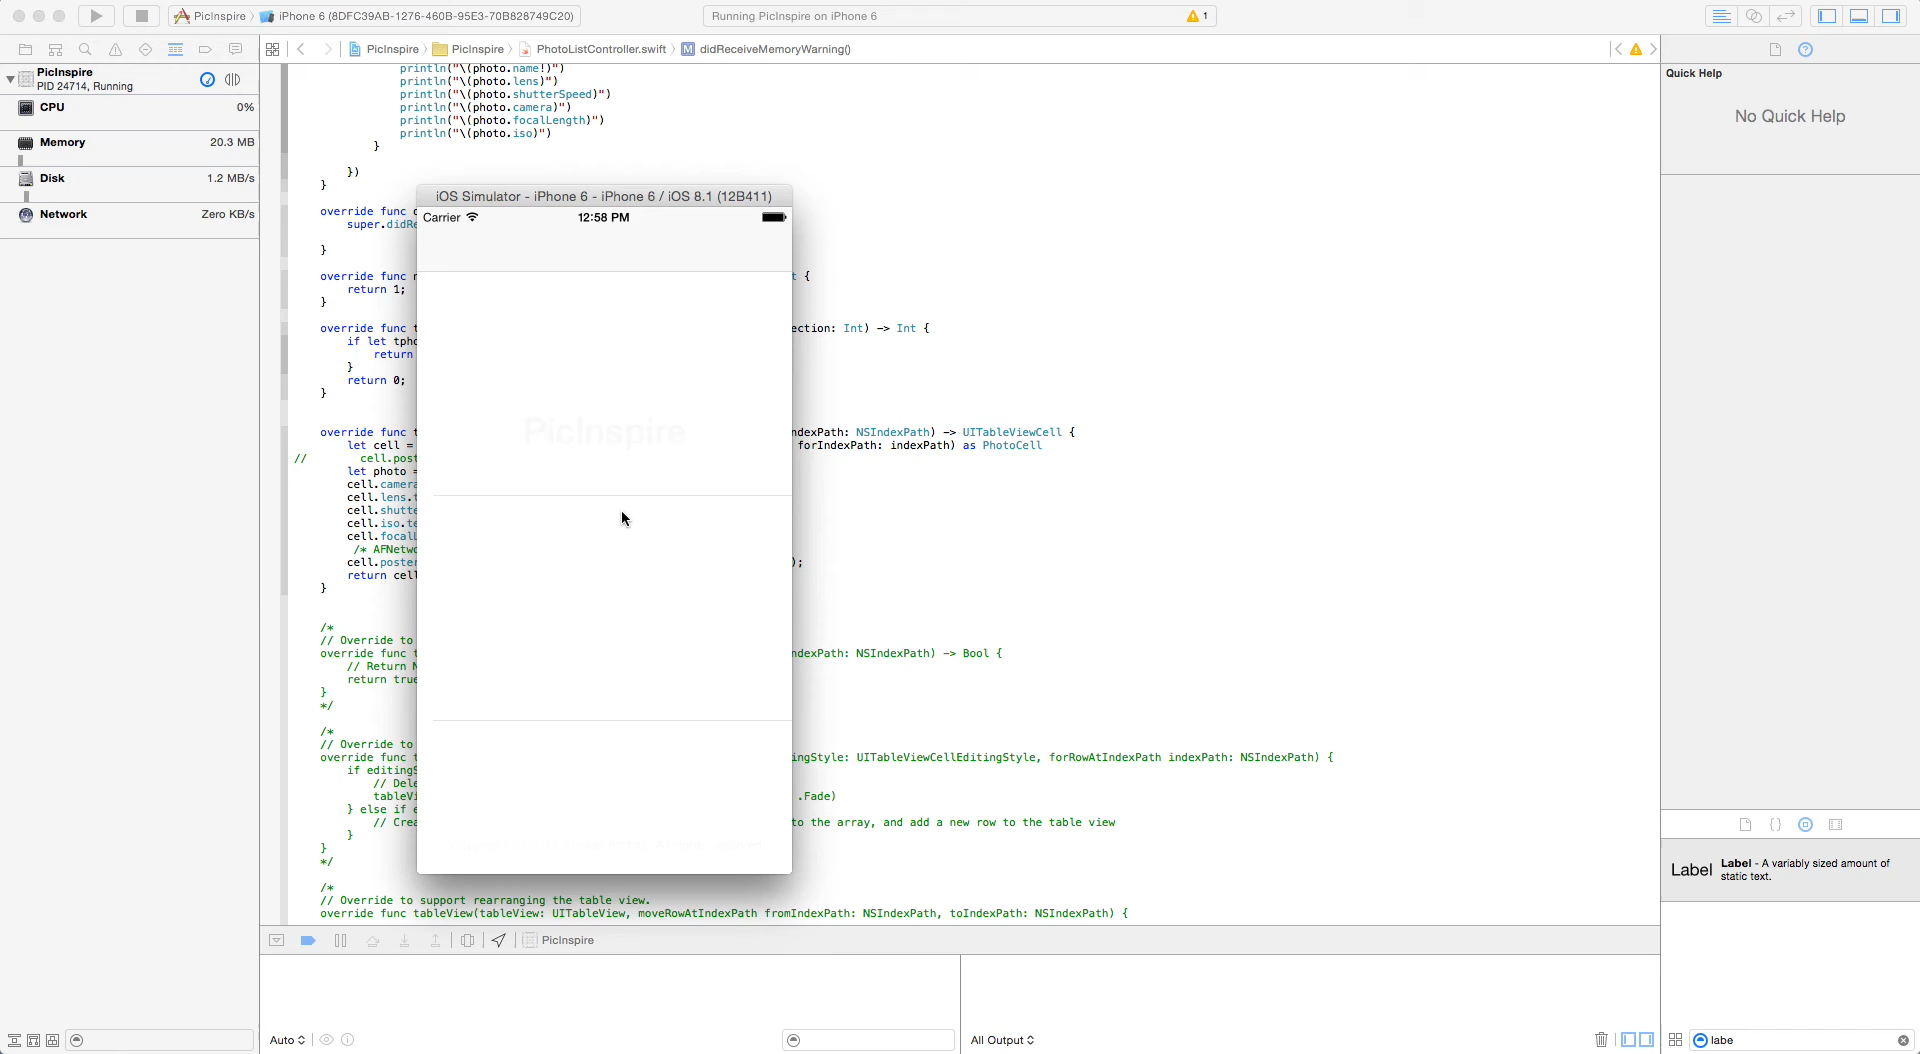 PicInspire iPhone 6 (8DFC39AB-1276-460B-95E3-70B828749C20)
Running PicInspire on iPhone 6
1
PicInspire PicInspire PhotoListController.swift M didReceiveMemoryWarning()
PicInspire
PID 24714, Running
CPU 0%
Memory 20.3 MB
Disk 1.2 MB/s
Network Zero KB/s
println("\(photo.name!)")
println("\(photo.lens)")
println("\(photo.shutterSpeed)")
println("\(photo.camera)")
println("\(photo.focalLength)")
println("\(photo.iso)")
}
})
}
override func
super.didRe
}
override func t {
return 1;
}
override func ection: Int) -> Int {
if let tpho
return
}
return 0;
}
override func ndexPath: NSIndexPath) -> UITableViewCell {
let cell = forIndexPath: indexPath) as PhotoCell
// cell.post
let photo =
cell.camera
cell.lens.t
cell.shutte
cell.iso.te
cell.focalL
/* AFNetwo
cell.poster );
return cell
}
/*
// Override to
override func ndexPath: NSIndexPath) -> Bool {
// Return N
return true
}
*/
/*
// Override to
override func ingStyle: UITableViewCellEditingStyle, forRowAtIndexPath indexPath: NSIndexPath) {
if editingS
// Dele
tableVi .Fade)
} else if e
// Crea to the array, and add a new row to the table view
}
}
*/
/*
// Override to support rearranging the table view.
override func tableView(tableView: UITableView, moveRowAtIndexPath fromIndexPath: NSIndexPath, toIndexPath: NSIndexPath) {
iOS Simulator - iPhone 6 - iPhone 6 / iOS 8.1 (12B411)
Carrier 12:58 PM
PicInspire
PicInspire
Auto
All Output
Quick Help
No Quick Help
Label Label - A variably sized amount of
static text.
labe